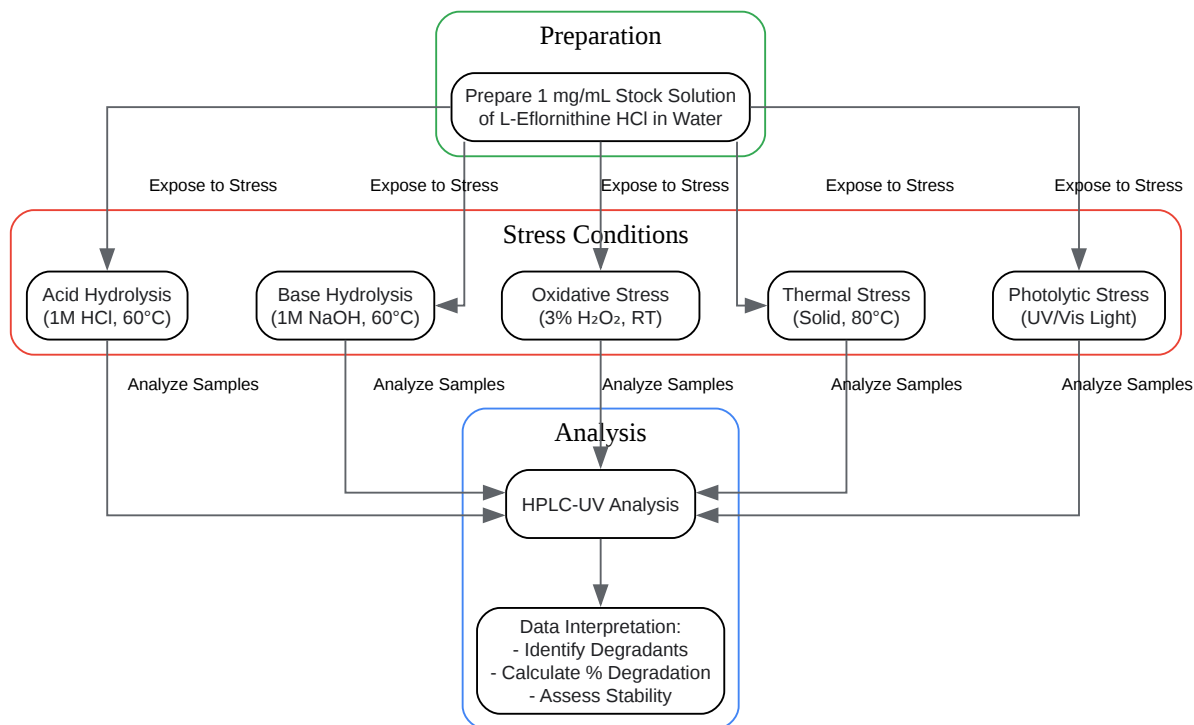 Preparation
Prepare 1 mg/mL Stock Solution
of L-Eflornithine HCl in Water
Expose to Stress
Expose to Stress
Expose to Stress
Expose to Stress
Expose to Stress
Stress Conditions
Acid Hydrolysis
(1M HCl, 60°C)
Base Hydrolysis
(1M NaOH, 60°C)
Oxidative Stress
(3% H₂O₂, RT)
Thermal Stress
(Solid, 80°C)
Photolytic Stress
(UV/Vis Light)
Analyze Samples
Analyze Samples
Analyze Samples
Analyze Samples
Analyze Samples
Analysis
HPLC-UV Analysis
Data Interpretation:
- Identify Degradants
- Calculate % Degradation
- Assess Stability